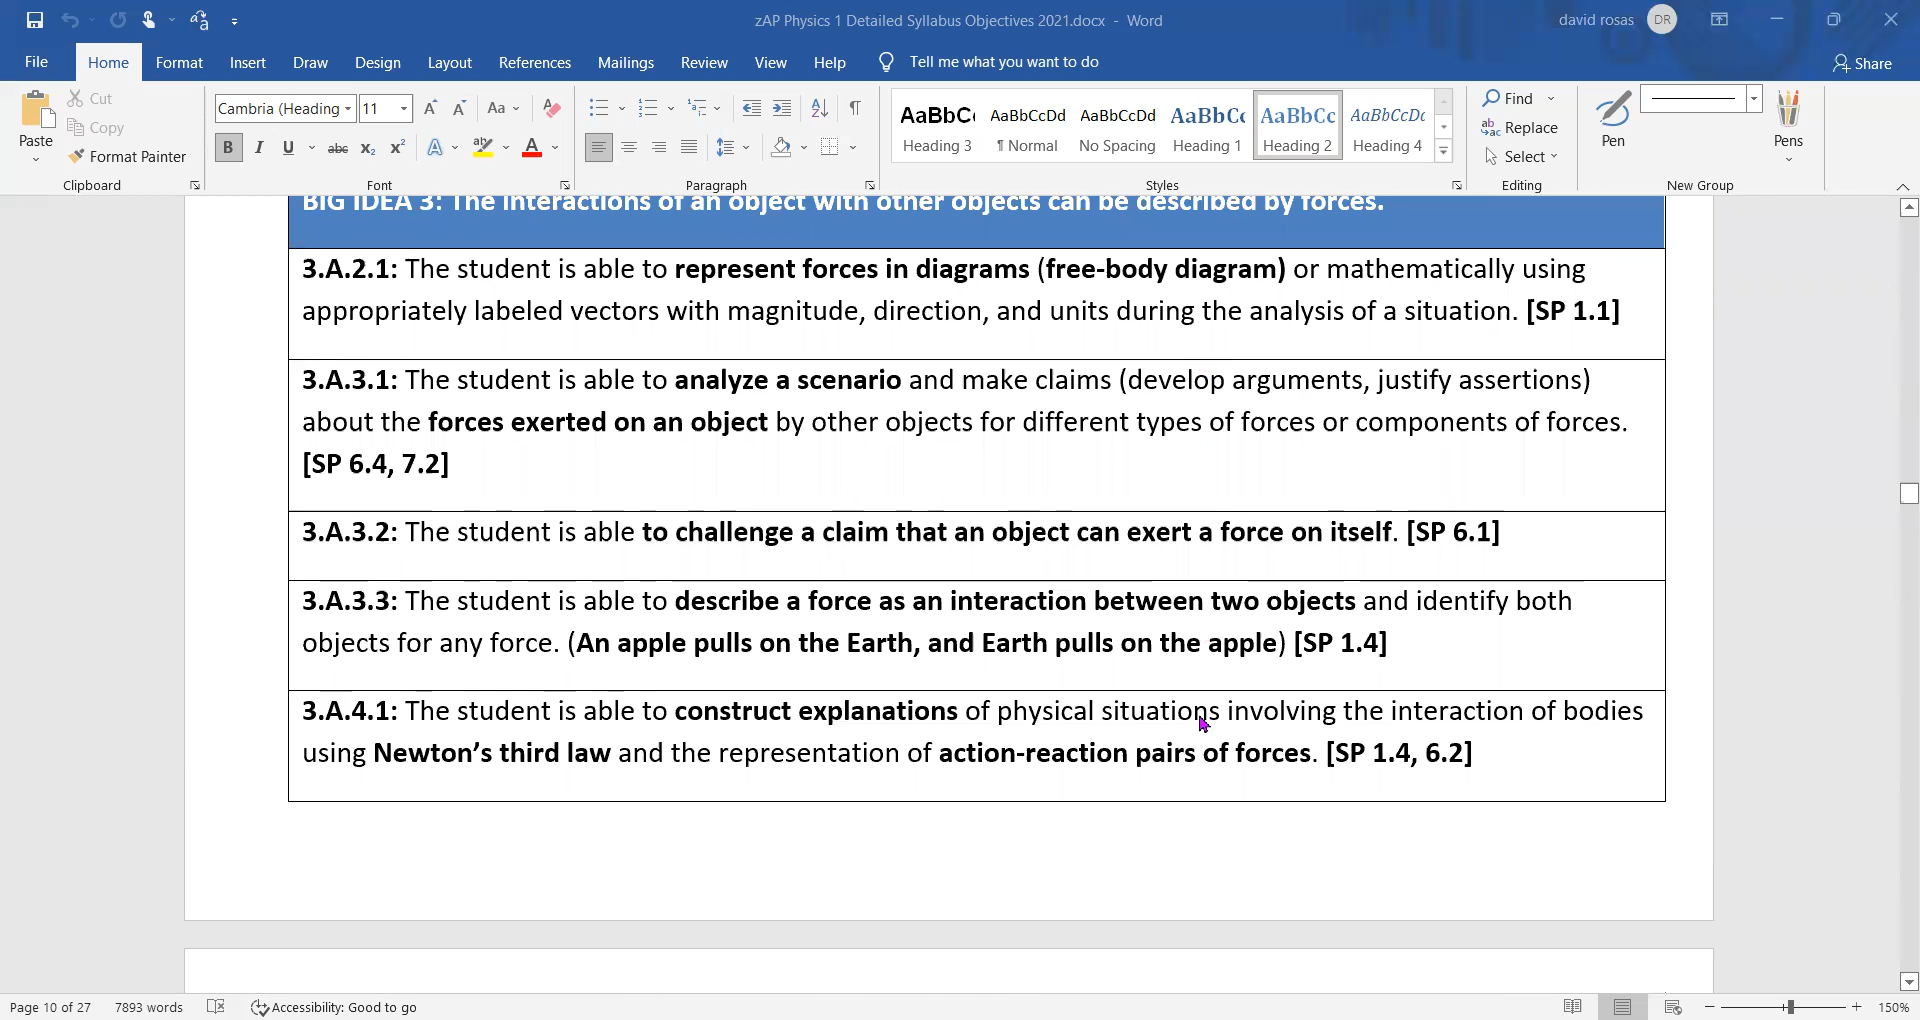 zAP Physics 1 Detailed Syllabus Objectives 2021.docx - Word
david rosas DR
File Home Format Insert Draw Design Layout References Mailings Review View Help Tell me what you want to do Share
Paste
Cut
Copy
Format Painter
Clipboard
Cambria (Heading 11
Font
Paragraph
AaBbC AaBbCcDd AaBbCcDd AaBbCc AaBbCc AaBbCcDc
Heading 3 ¶ Normal No Spacing Heading 1 Heading 2 Heading 4
Styles
Find
Replace
Select
Editing
Pen
Pens
New Group
BIG IDEA 3: The interactions of an object with other objects can be described by forces.
3.A.2.1: The student is able to represent forces in diagrams (free-body diagram) or mathematically using
appropriately labeled vectors with magnitude, direction, and units during the analysis of a situation. [SP 1.1]
3.A.3.1: The student is able to analyze a scenario and make claims (develop arguments, justify assertions)
about the forces exerted on an object by other objects for different types of forces or components of forces.
[SP 6.4, 7.2]
3.A.3.2: The student is able to challenge a claim that an object can exert a force on itself. [SP 6.1]
3.A.3.3: The student is able to describe a force as an interaction between two objects and identify both
objects for any force. (An apple pulls on the Earth, and Earth pulls on the apple) [SP 1.4]
3.A.4.1: The student is able to construct explanations of physical situations involving the interaction of bodies
using Newton’s third law and the representation of action-reaction pairs of forces. [SP 1.4, 6.2]
Page 10 of 27 7893 words Accessibility: Good to go 150%